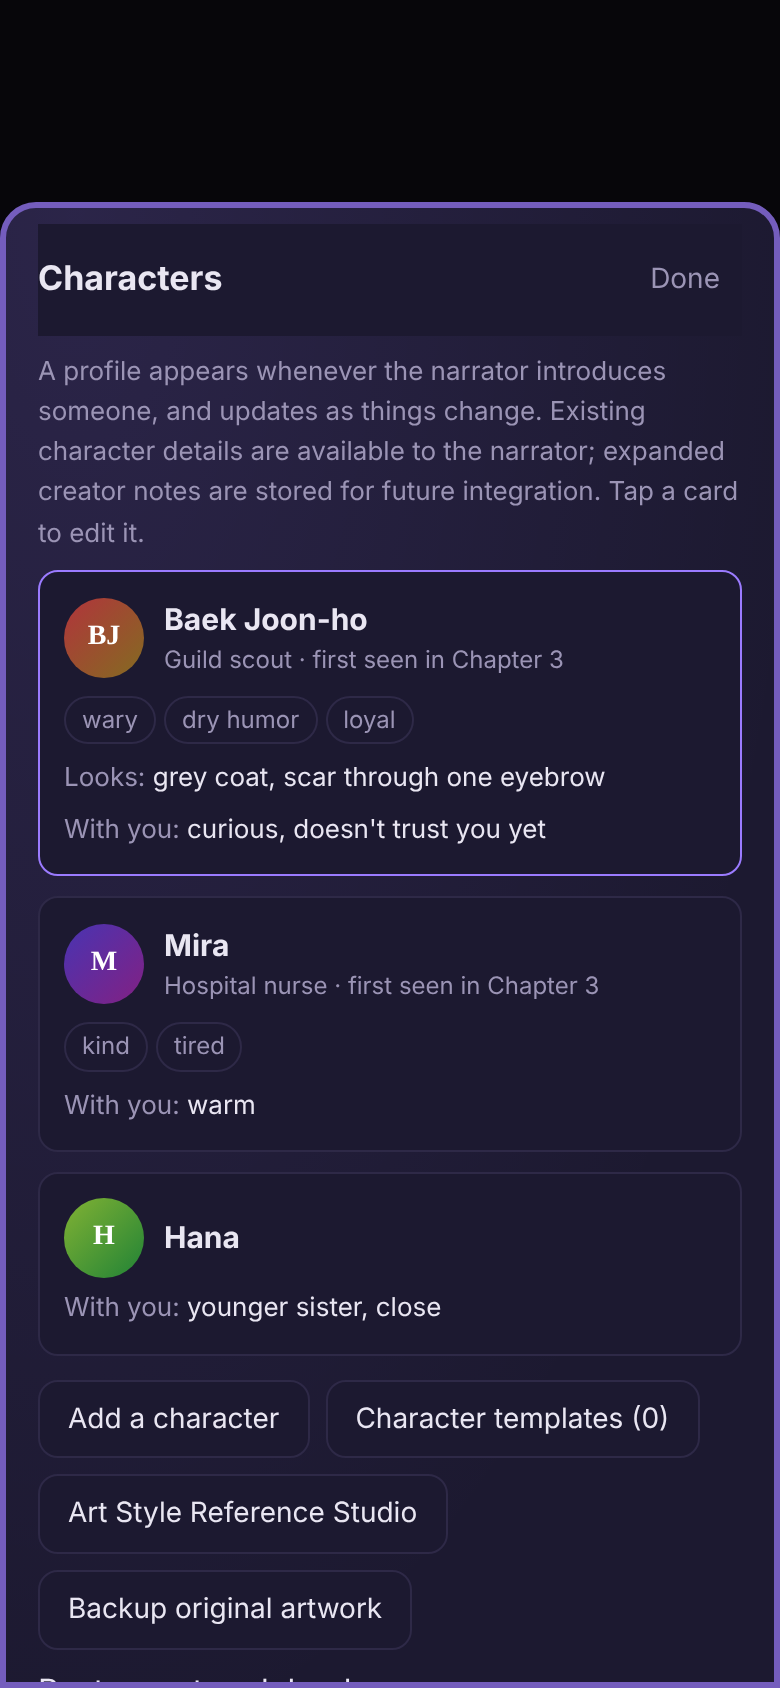 Characters
Done
A profile appears whenever the narrator introduces
someone, and updates as things change. Existing
character details are available to the narrator; expanded
creator notes are stored for future integration. Tap a card
to edit it.
BJ
Baek Joon-ho
Guild scout · first seen in Chapter 3
wary
dry humor
loyal
Looks: grey coat, scar through one eyebrow
With you: curious, doesn't trust you yet
M
Mira
Hospital nurse · first seen in Chapter 3
kind
tired
With you: warm
H
Hana
With you: younger sister, close
Add a character
Character templates (0)
Art Style Reference Studio
Backup original artwork